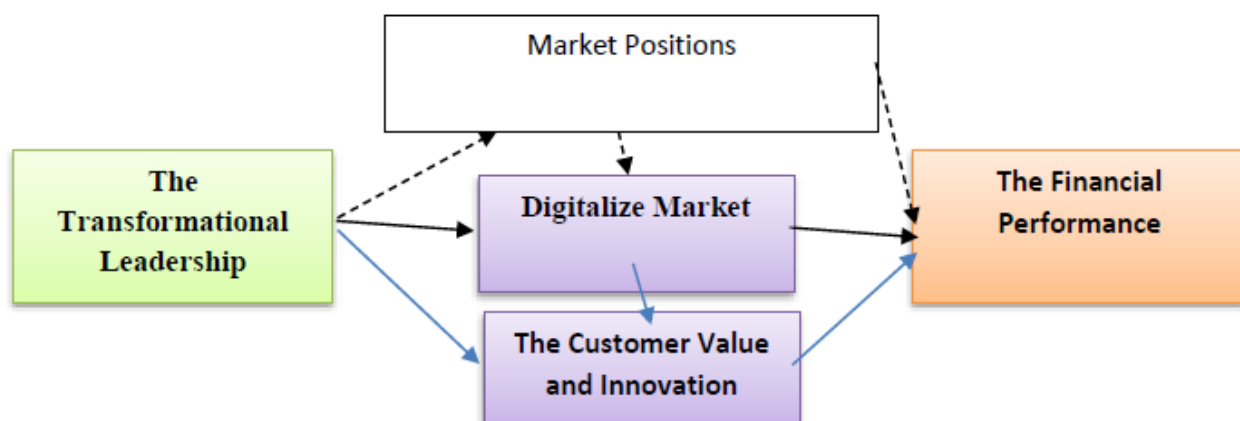 Market Positions
The
Transformational
Leadership
Digitalize Market
The Financial
Performance
The Customer Value
and Innovation